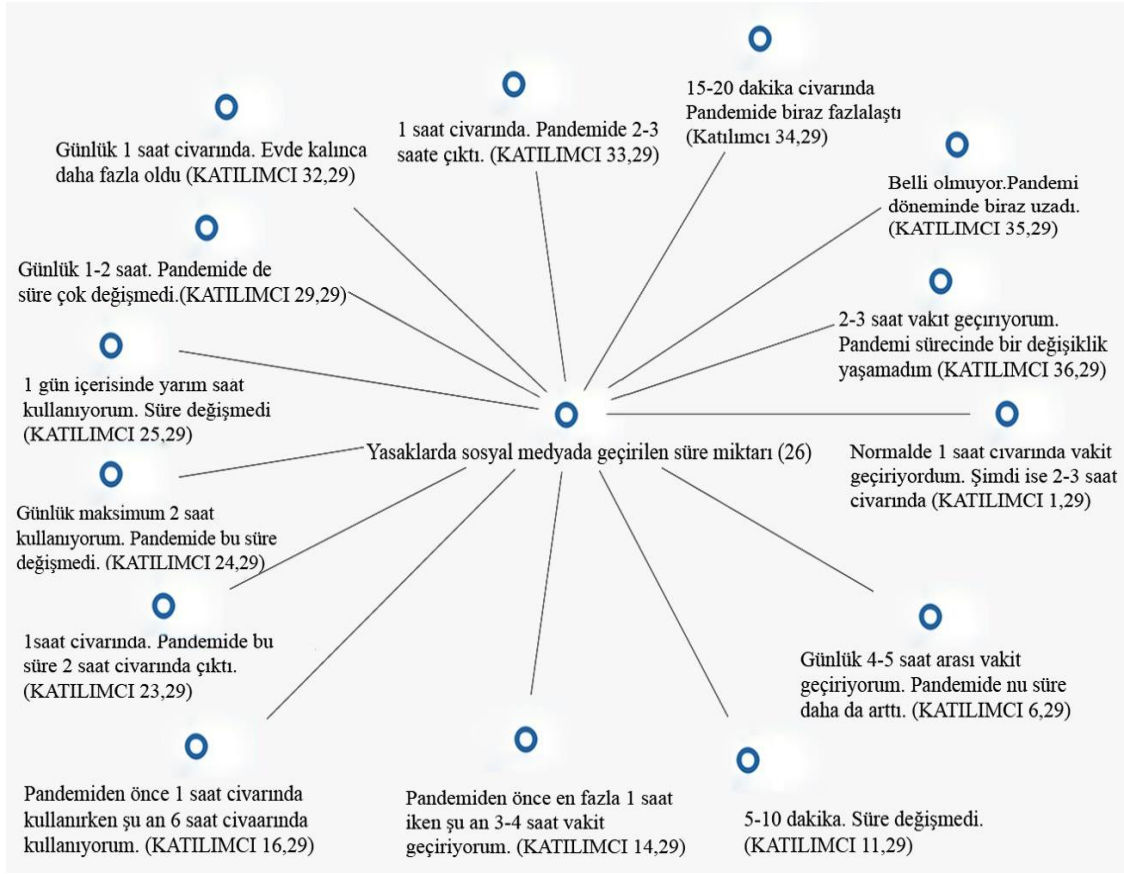 15-20 dakika civarında
Pandemide biraz fazlalaştı
(Katılımcı 34,29)
1 saat civarında. Pandemide 2-3
saate çıktı. (KATILIMCI 33,29)
Günlük 1 saat civarında. Evde kalınca
daha fazla oldu (KATILIMCI 32,29)
Belli olmuyor.Pandemi
döneminde biraz uzadı.
(KATILIMCI 35,29)
Günlük 1-2 saat. Pandemide de
süre çok değişmedi.(KATILIMCI 29,29)
2-3 saat vakıt geçırıyorum.
Pandemi sürecinde bir değişiklik
yaşamadım (KATILIMCI 36,29)
1 gün içerisinde yarım saat
kullanıyorum. Süre değişmedi
(KATILIMCI 25,29)
Yasaklarda sosyal medyada geçirilen süre miktarı (26)
Normalde 1 saat cıvarında vakit
geçiriyordum. Şimdi ise 2-3 saat
civarında (KATILIMCI 1,29)
Günlük maksimum 2 saat
kullanıyorum. Pandemide bu süre
değişmedi. (KATILIMCI 24,29)
1saat civarında. Pandemide bu
süre 2 saat civarında çıktı.
(KATILIMCI 23,29)
Günlük 4-5 saat arası vakit
geçiriyorum. Pandemide nu süre
daha da arttı. (KATILIMCI 6,29)
Pandemiden önce 1 saat civarında
kullanırken şu an 6 saat civaarında
kullanıyorum. (KATILIMCI 16,29)
Pandemiden önce en fazla 1 saat
iken şu an 3-4 saat vakit
geçiriyorum. (KATILIMCI 14,29)
5-10 dakika. Süre değişmedi.
(KATILIMCI 11,29)